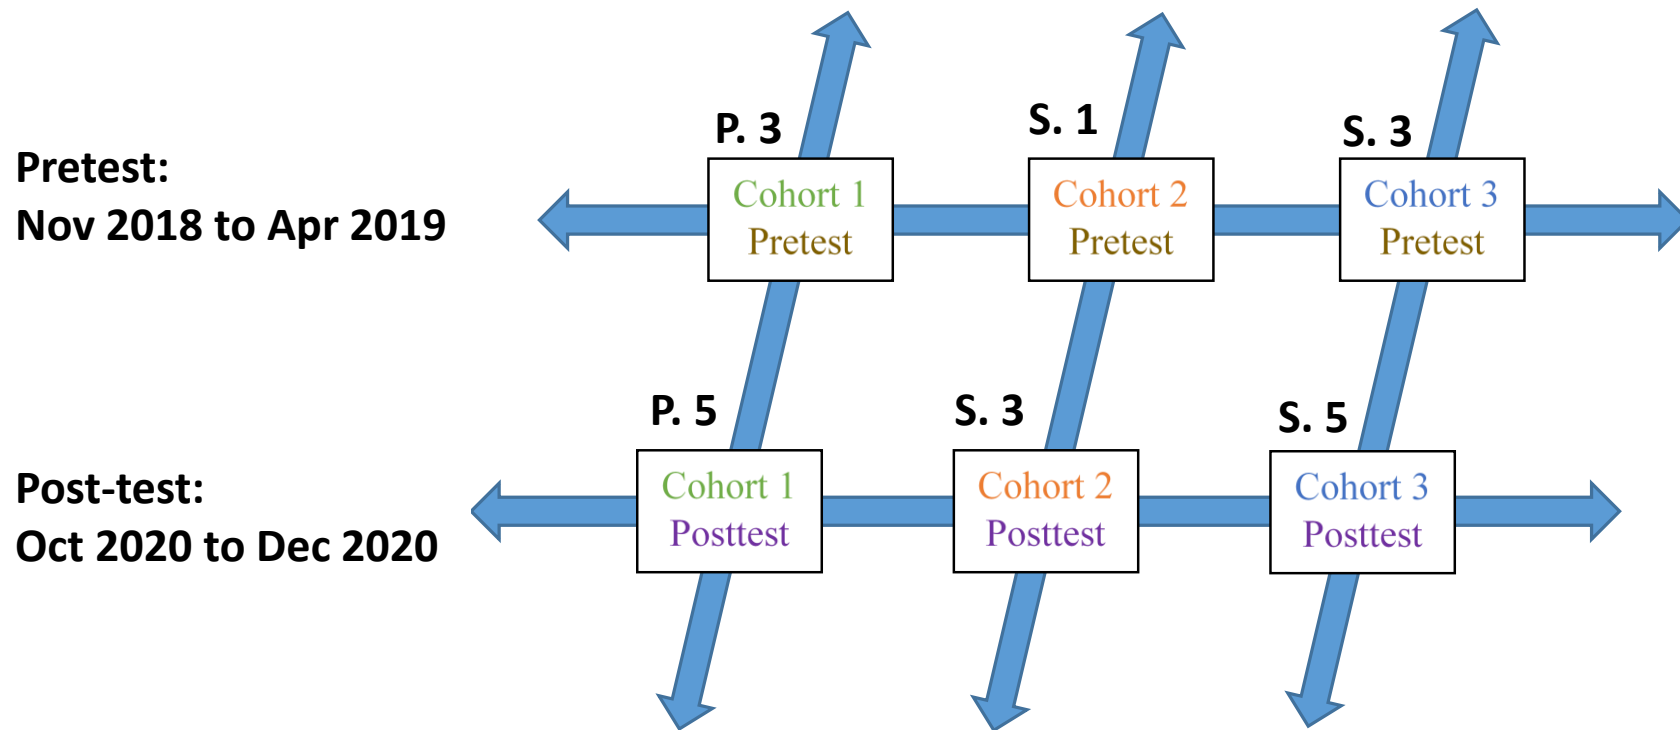 P. 3
S. 1
S. 3
Pretest:
Nov 2018 to Apr 2019
Cohort 1
Pretest
Cohort 2
Pretest
Cohort 3
Pretest
P. 5
S. 3
S. 5
Post-test:
Oct 2020 to Dec 2020
Cohort 1
Posttest
Cohort 2
Posttest
Cohort 3
Posttest